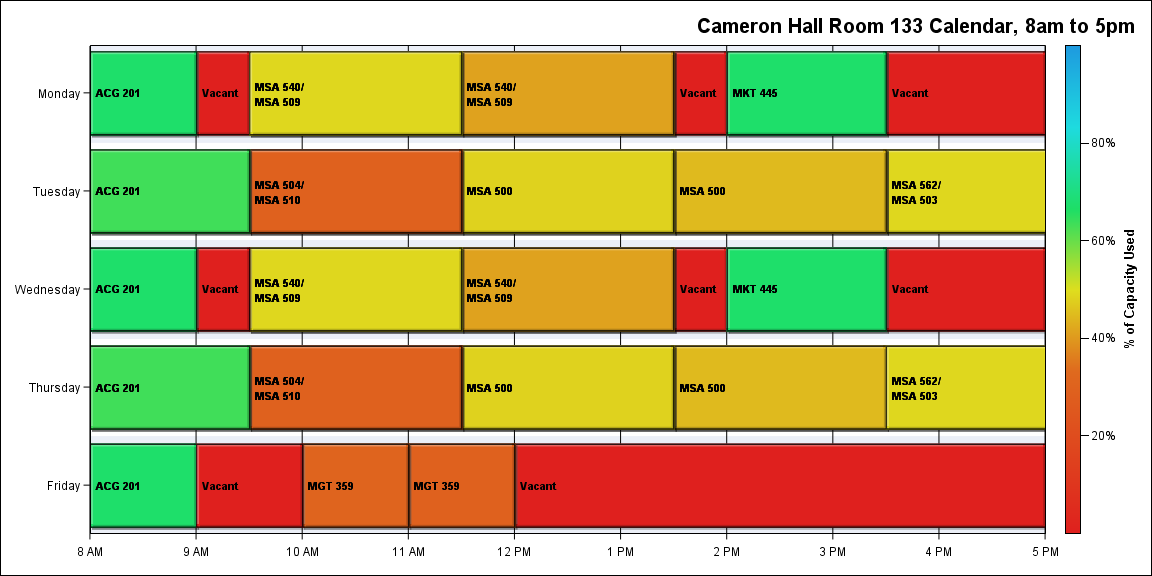 Cameron Hall Room 133 Calendar, 8am to 5pm
Monday
ACG 201
Vacant
MSA 540/
MSA 509
MSA 540/
MSA 509
Vacant
MKT 445
Vacant
Tuesday
ACG 201
MSA 504/
MSA 510
MSA 500
MSA 500
MSA 562/
MSA 503
Wednesday
ACG 201
Vacant
MSA 540/
MSA 509
MSA 540/
MSA 509
Vacant
MKT 445
Vacant
Thursday
ACG 201
MSA 504/
MSA 510
MSA 500
MSA 500
MSA 562/
MSA 503
Friday
ACG 201
Vacant
MGT 359
MGT 359
Vacant
8 AM
9 AM
10 AM
11 AM
12 PM
1 PM
2 PM
3 PM
4 PM
5 PM
80%
60%
40%
20%
% of Capacity Used